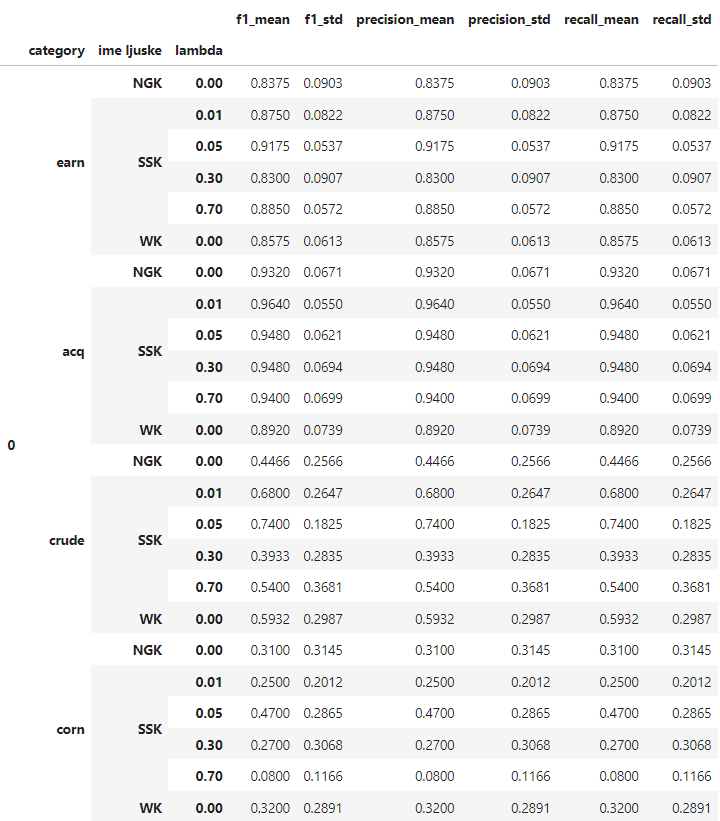 f1_mean f1_std precision_mean precision_std recall_mean recall_std
category ime ljuske lambda
NGK 0.00 0.8375 0.0903 0.8375 0.0903 0.8375 0.0903
0.01 0.8750 0.0822 0.8750 0.0822 0.8750 0.0822
0.05 0.9175 0.0537 0.9175 0.0537 0.9175 0.0537
earn SSK
0.30 0.8300 0.0907 0.8300 0.0907 0.8300 0.0907
0.70 0.8850 0.0572 0.8850 0.0572 0.8850 0.0572
WK 0.00 0.8575 0.0613 0.8575 0.0613 0.8575 0.0613
NGK 0.00 0.9320 0.0671 0.9320 0.0671 0.9320 0.0671
0.01 0.9640 0.0550 0.9640 0.0550 0.9640 0.0550
0.05 0.9480 0.0621 0.9480 0.0621 0.9480 0.0621
acq SSK
0.30 0.9480 0.0694 0.9480 0.0694 0.9480 0.0694
0.70 0.9400 0.0699 0.9400 0.0699 0.9400 0.0699
WK 0.00 0.8920 0.0739 0.8920 0.0739 0.8920 0.0739
0
NGK 0.00 0.4466 0.2566 0.4466 0.2566 0.4466 0.2566
0.01 0.6800 0.2647 0.6800 0.2647 0.6800 0.2647
0.05 0.7400 0.1825 0.7400 0.1825 0.7400 0.1825
crude SSK
0.30 0.3933 0.2835 0.3933 0.2835 0.3933 0.2835
0.70 0.5400 0.3681 0.5400 0.3681 0.5400 0.3681
WK 0.00 0.5932 0.2987 0.5932 0.2987 0.5932 0.2987
NGK 0.00 0.3100 0.3145 0.3100 0.3145 0.3100 0.3145
0.01 0.2500 0.2012 0.2500 0.2012 0.2500 0.2012
0.05 0.4700 0.2865 0.4700 0.2865 0.4700 0.2865
corn SSK
0.30 0.2700 0.3068 0.2700 0.3068 0.2700 0.3068
0.70 0.0800 0.1166 0.0800 0.1166 0.0800 0.1166
WK 0.00 0.3200 0.2891 0.3200 0.2891 0.3200 0.2891